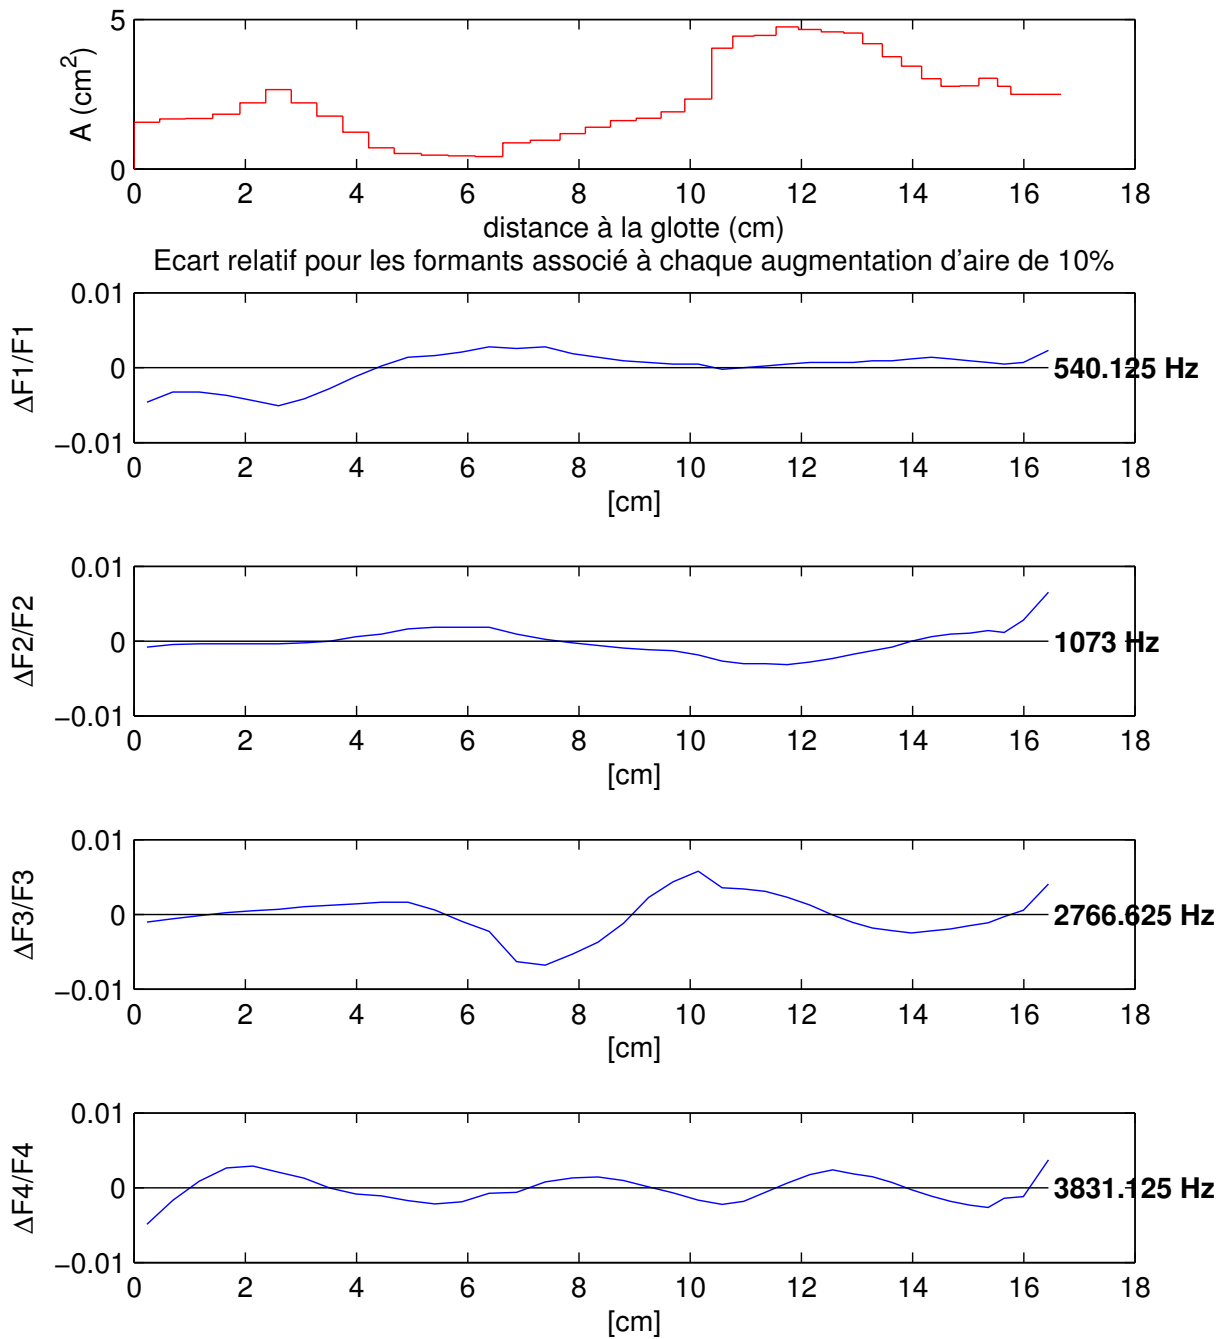 5
A (cm²)
0
0 2 4 6 8 10 12 14 16 18
distance à la glotte (cm)
Ecart relatif pour les formants associé à chaque augmentation d'aire de 10%
0.01
ΔF1/F1
0
540.125 Hz
−0.01
0 2 4 6 8 10 12 14 16 18
[cm]
0.01
ΔF2/F2
0
1073 Hz
−0.01
0 2 4 6 8 10 12 14 16 18
[cm]
0.01
ΔF3/F3
0
2766.625 Hz
−0.01
0 2 4 6 8 10 12 14 16 18
[cm]
0.01
ΔF4/F4
0
3831.125 Hz
−0.01
0 2 4 6 8 10 12 14 16 18
[cm]